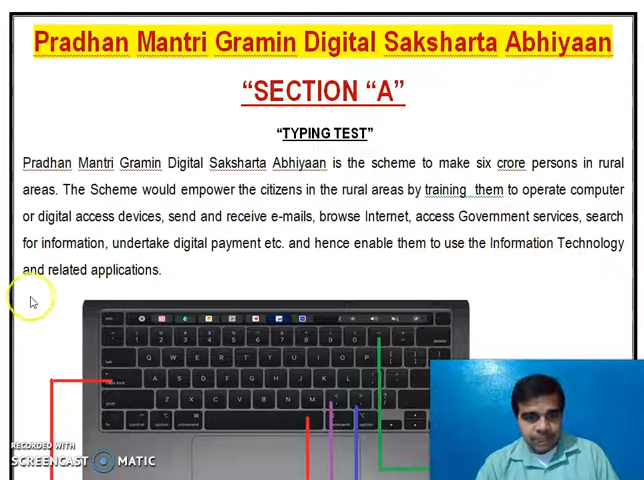 Pradhan Mantri Gramin Digital Saksharta Abhiyaan
“SECTION “A”
“TYPING TEST”
Pradhan Mantri Gramin Digital Saksharta Abhiyaan is the scheme to make six crore persons in rural
areas. The Scheme would empower the citizens in the rural areas by training them to operate computer
or digital access devices, send and receive e-mails, browse Internet, access Government services, search
for information, undertake digital payment etc. and hence enable them to use the Information Technology
and related applications.
Q W E R T Y U I O P
A S D F G H J K L
Z X C V B N M
RECORDED WITH
SCREENCAST MATIC